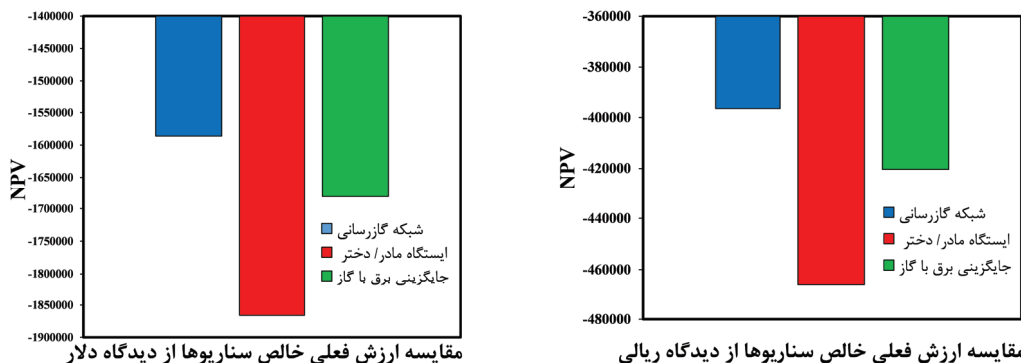 -1400000
-1450000
-1500000
-1550000
-1600000
-1650000
-1700000
-1750000
-1800000
-1850000
-1900000
NPV
شبکه گازرسانی
ایستگاه مادر/ دختر
جایگزینی برق با گاز
مقایسه ارزش فعلی خالص سناریوها از دیدگاه دلار
-360000
-380000
-400000
-420000
-440000
-460000
-480000
NPV
شبکه گازرسانی
ایستگاه مادر/ دختر
جایگزینی برق با گاز
مقایسه ارزش فعلی خالص سناریوها از دیدگاه ریالی